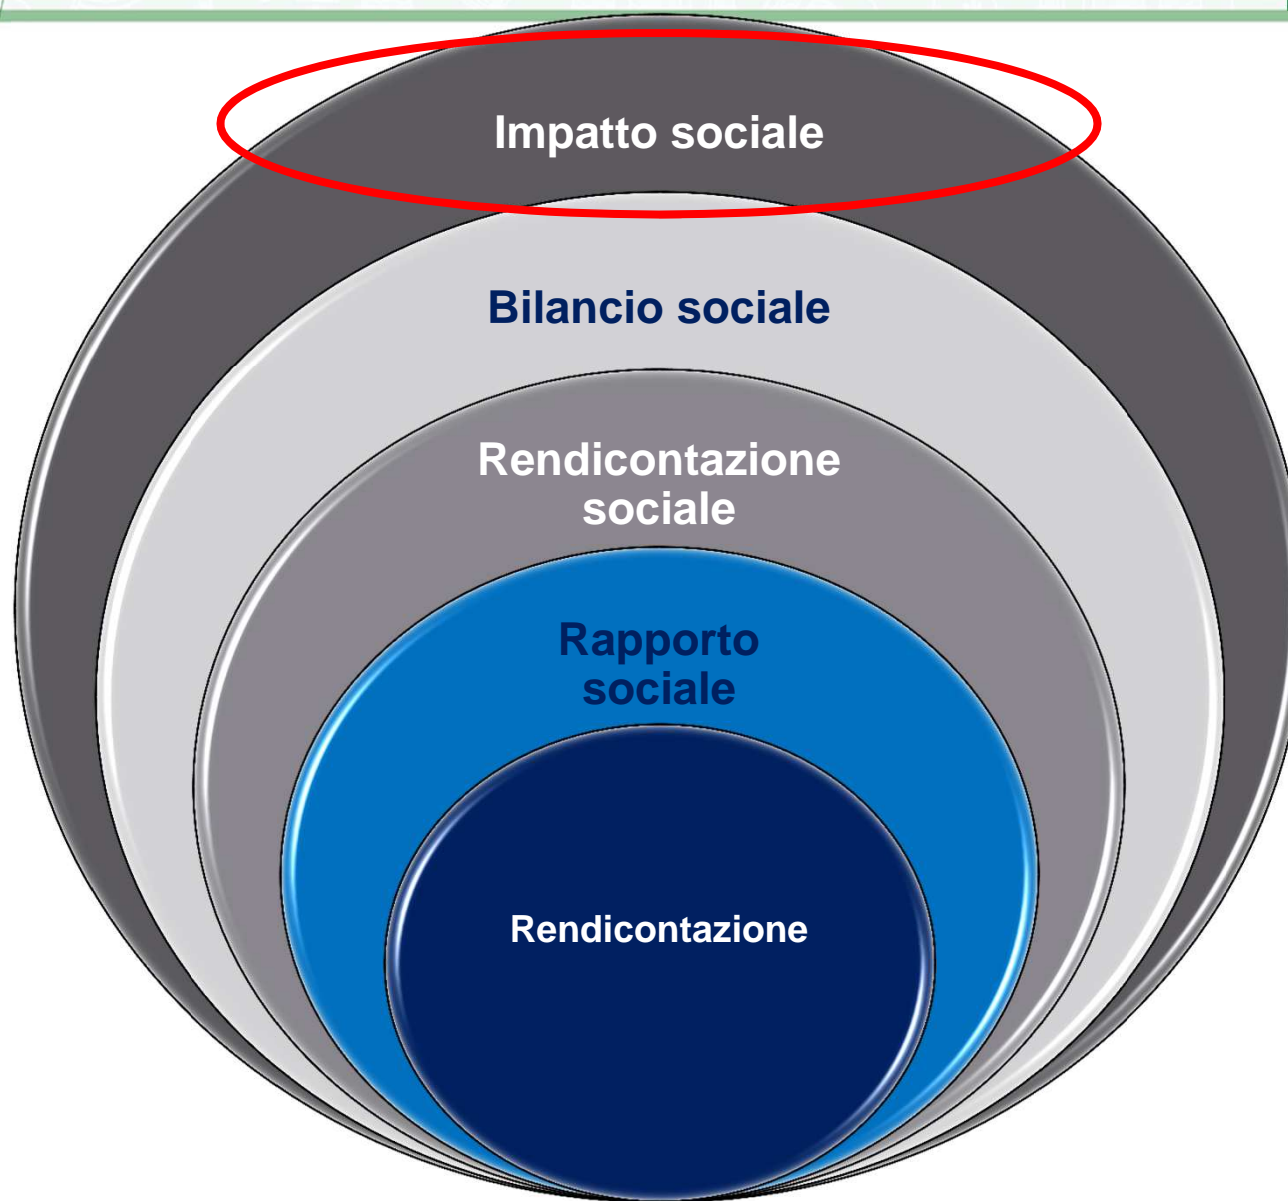 Impatto sociale
Bilancio sociale
Rendicontazione
sociale
Rapporto
sociale
Rendicontazione